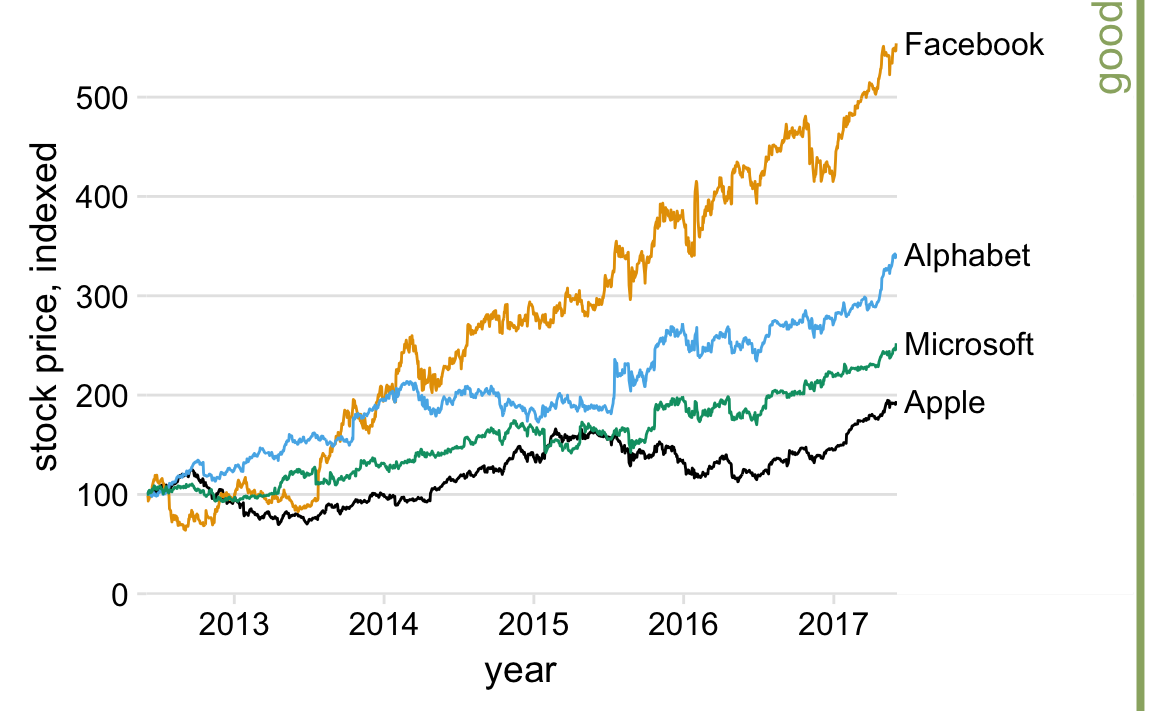 good
Facebook
500
400
Alphabet
300
Microsoft
200
Apple
100
0
stock price, indexed
2013 2014 2015 2016 2017
year